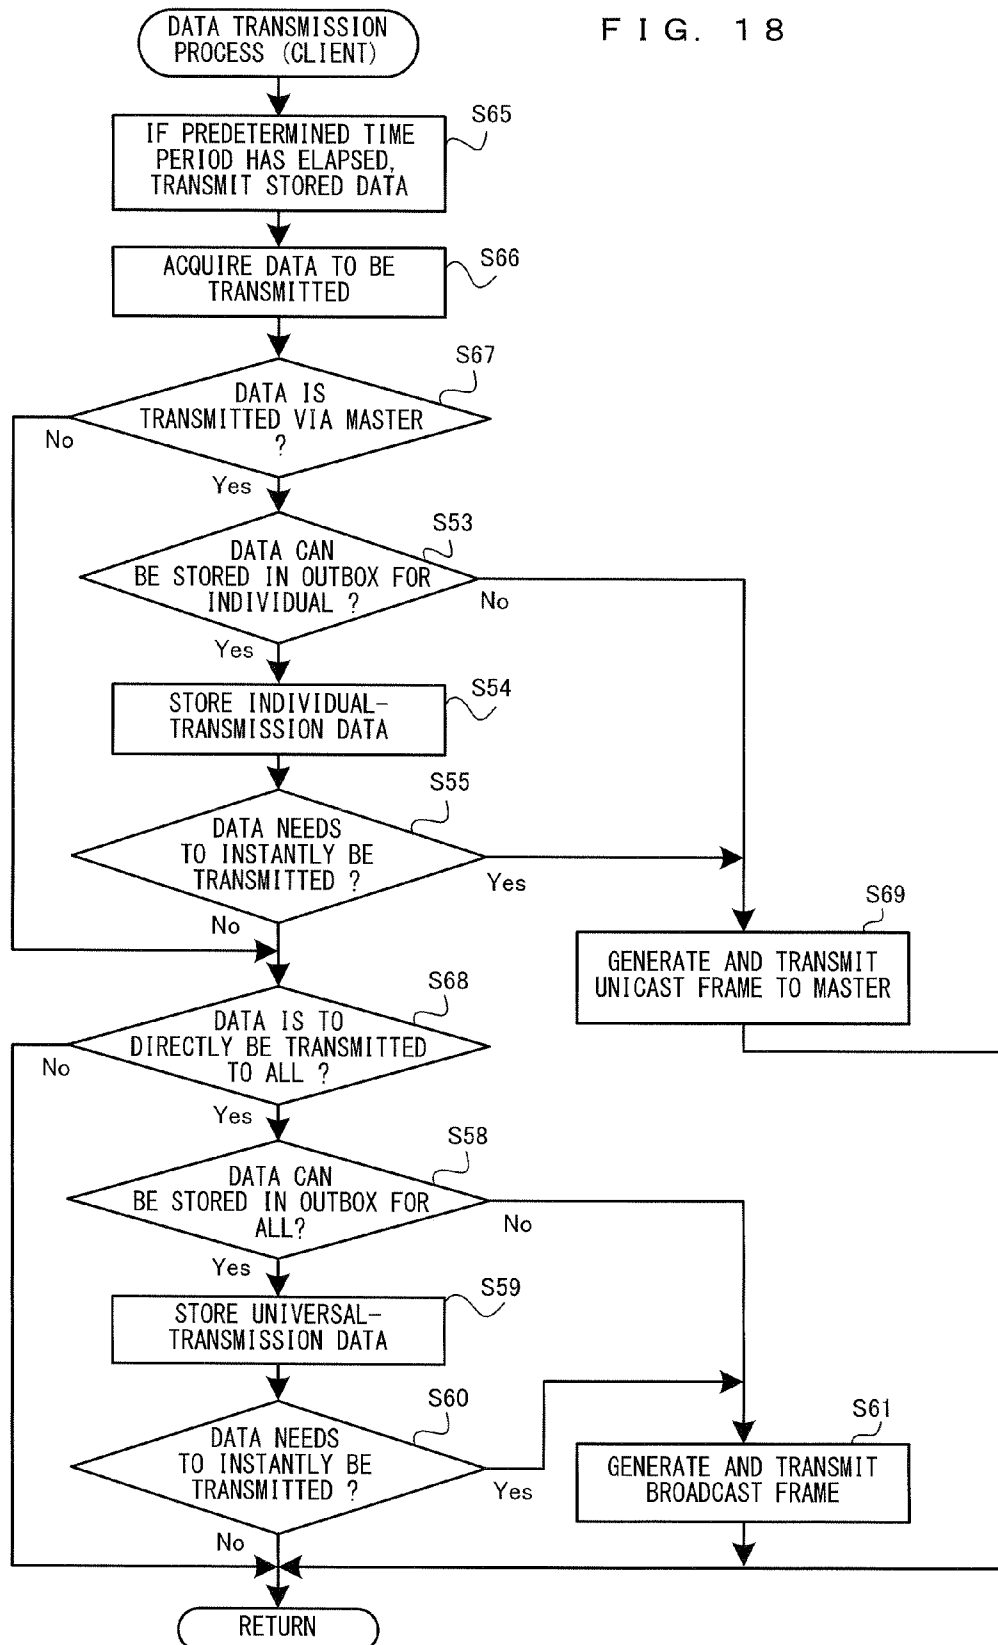 FIG. 18
DATA TRANSMISSION
PROCESS (CLIENT)
S65
IF PREDETERMINED TIME
PERIOD HAS ELAPSED,
TRANSMIT STORED DATA
S66
ACQUIRE DATA TO BE
TRANSMITTED
S67
DATA IS
TRANSMITTED VIA MASTER
?
No
Yes
S53
DATA CAN
BE STORED IN OUTBOX FOR
INDIVIDUAL ?
No
Yes
S54
STORE INDIVIDUAL-
TRANSMISSION DATA
S55
DATA NEEDS
TO INSTANTLY BE
TRANSMITTED ?
Yes
No
S69
GENERATE AND TRANSMIT
UNICAST FRAME TO MASTER
S68
DATA IS TO
DIRECTLY BE TRANSMITTED
TO ALL ?
No
Yes
S58
DATA CAN
BE STORED IN OUTBOX FOR
ALL?
No
Yes
S59
STORE UNIVERSAL-
TRANSMISSION DATA
S60
DATA NEEDS
TO INSTANTLY BE
TRANSMITTED ?
Yes
No
S61
GENERATE AND TRANSMIT
BROADCAST FRAME
RETURN